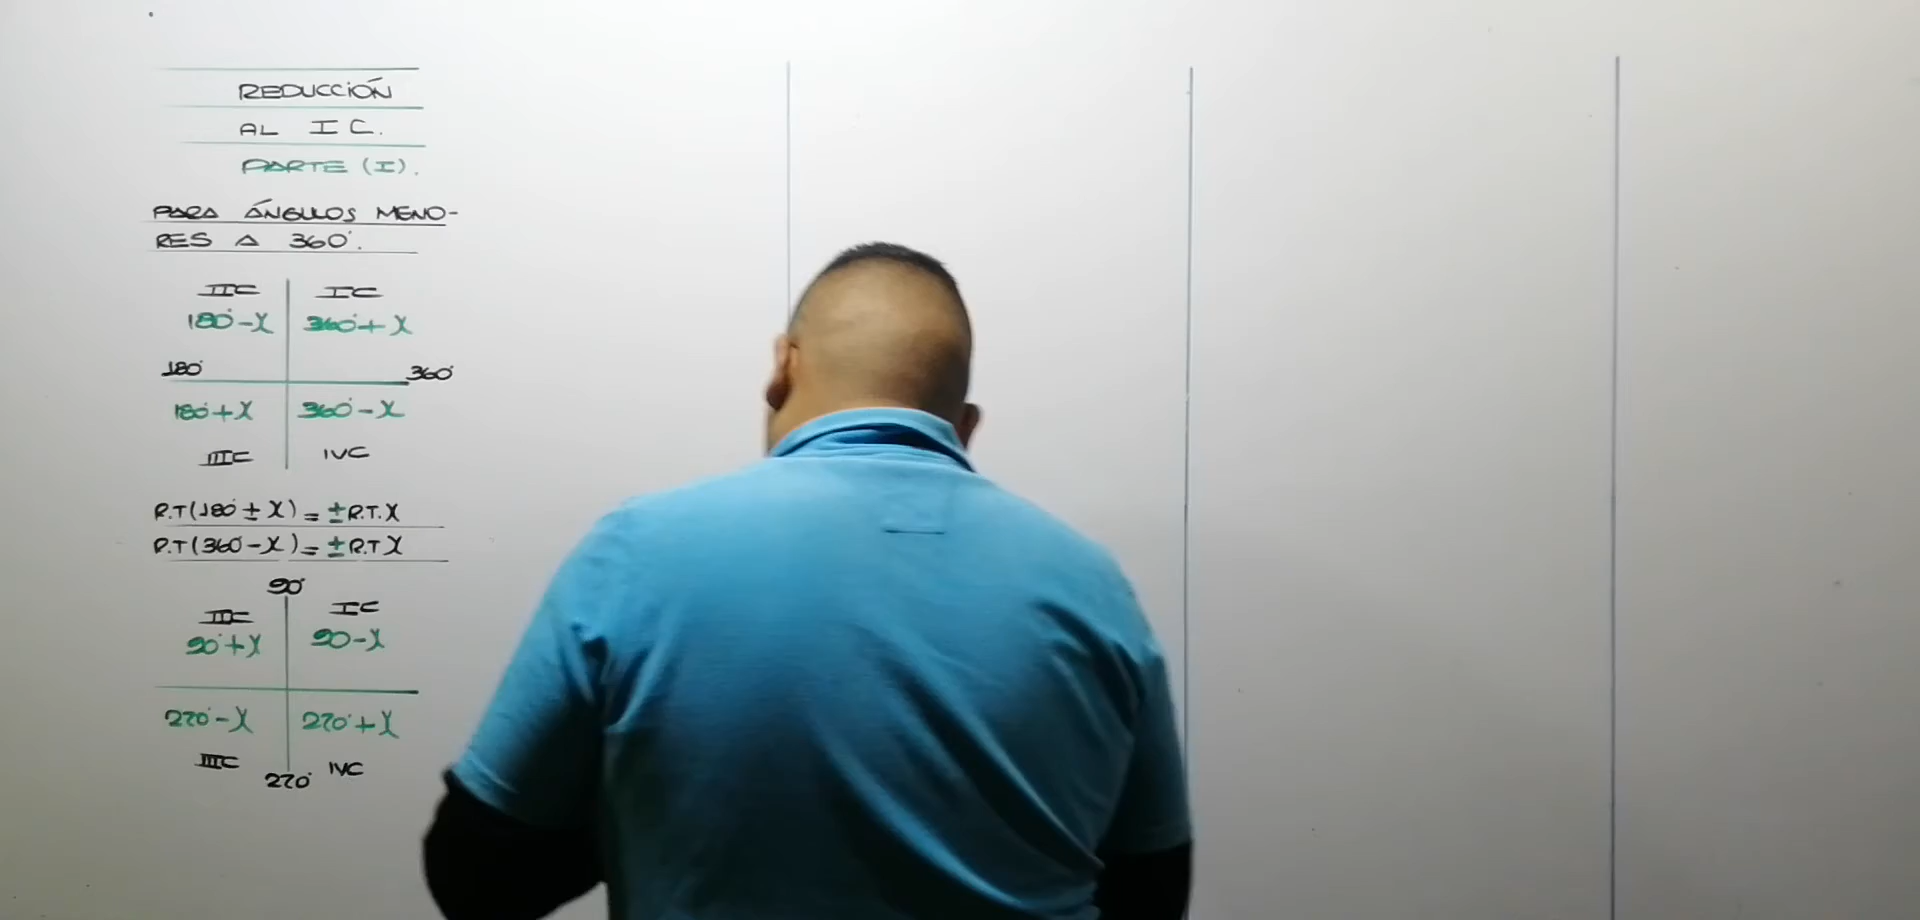 REDUCCIÓN
AL I C.
PARTE (I).
PARA ÁNGULOS MENO-
RES A 360°.
IIC IC
180°-X 360°+X
180° 360°
180°+X 360°-X
IIIC IVC
R.T(180°±X)=±R.T.X
R.T(360°-X)=±R.TX
90°
IIC IC
90°+X 90-X
270°-X 270°+X
IIIC IVC
270°